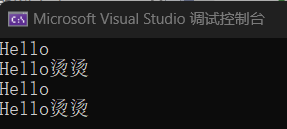 Microsoft Visual Studio 调试控制台
Hello
Hello烫烫
Hello
Hello烫烫